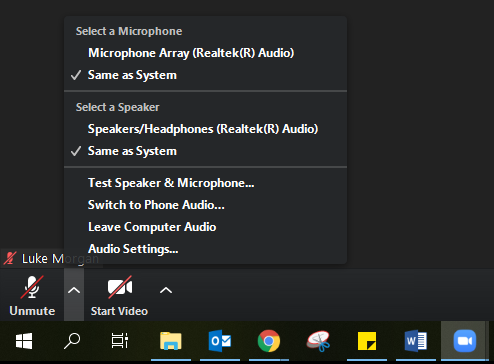 Select a Microphone
Microphone Array (Realtek(R) Audio)
Same as System
Select a Speaker
Speakers/Headphones (Realtek(R) Audio)
Same as System
Test Speaker & Microphone...
Switch to Phone Audio...
Leave Computer Audio
Audio Settings...
Luke Morgan
Unmute
Start Video